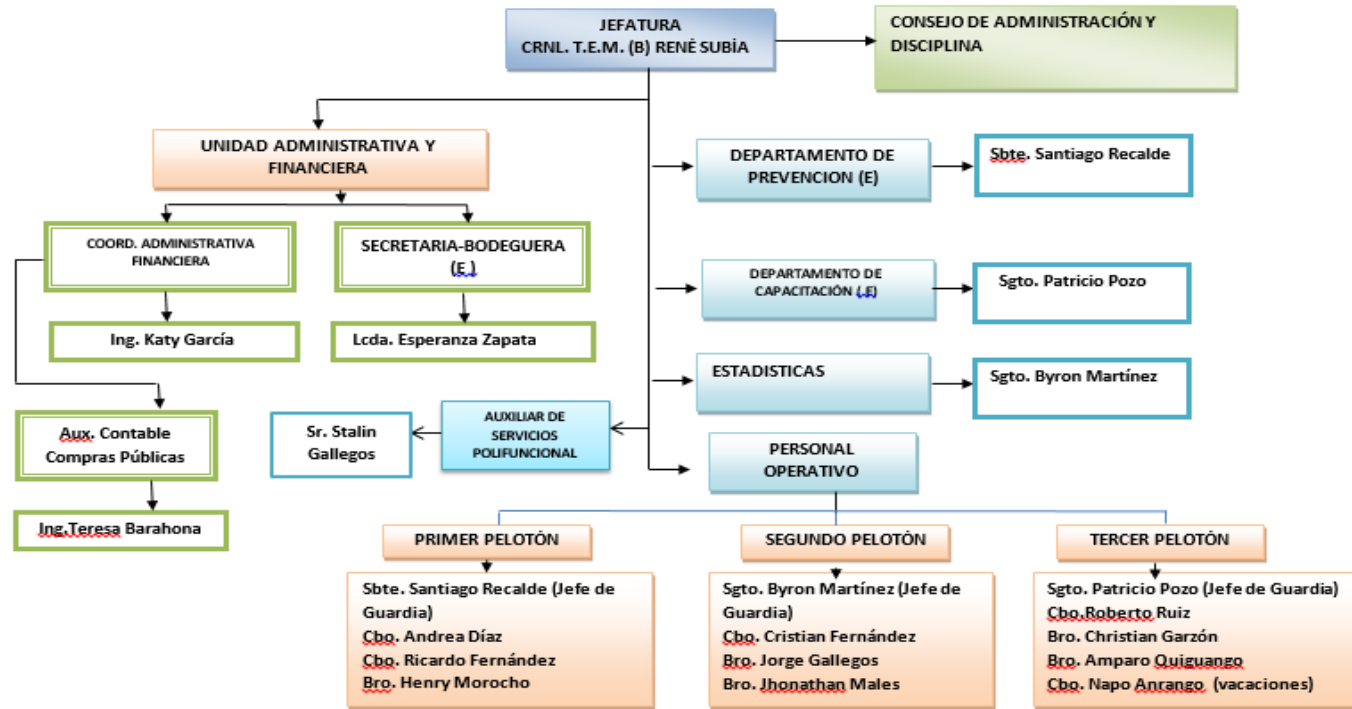 JEFATURA
CRNL. T.E.M. (B) RENÉ SUBÍA
CONSEJO DE ADMINISTRACIÓN Y
DISCIPLINA
UNIDAD ADMINISTRATIVA Y
FINANCIERA
DEPARTAMENTO DE
PREVENCION (E)
Sbte. Santiago Recalde
COORD. ADMINISTRATIVA
FINANCIERA
SECRETARIA-BODEGUERA
(E )
DEPARTAMENTO DE
CAPACITACIÓN ( E)
Sgto. Patricio Pozo
Ing. Katy García
Lcda. Esperanza Zapata
ESTADISTICAS
Sgto. Byron Martínez
Aux. Contable
Compras Públicas
Sr. Stalin
Gallegos
AUXILIAR DE
SERVICIOS
POLIFUNCIONAL
PERSONAL
OPERATIVO
Ing.Teresa Barahona
PRIMER PELOTÓN
SEGUNDO PELOTÓN
TERCER PELOTÓN
Sbte. Santiago Recalde (Jefe de
Guardia)
Cbo. Andrea Díaz
Cbo. Ricardo Fernández
Bro. Henry Morocho
Sgto. Byron Martínez (Jefe de
Guardia)
Cbo. Cristian Fernández
Bro. Jorge Gallegos
Bro. Jhonathan Males
Sgto. Patricio Pozo (Jefe de Guardia)
Cbo.Roberto Ruiz
Bro. Christian Garzón
Bro. Amparo Quiguango
Cbo. Napo Anrango (vacaciones)